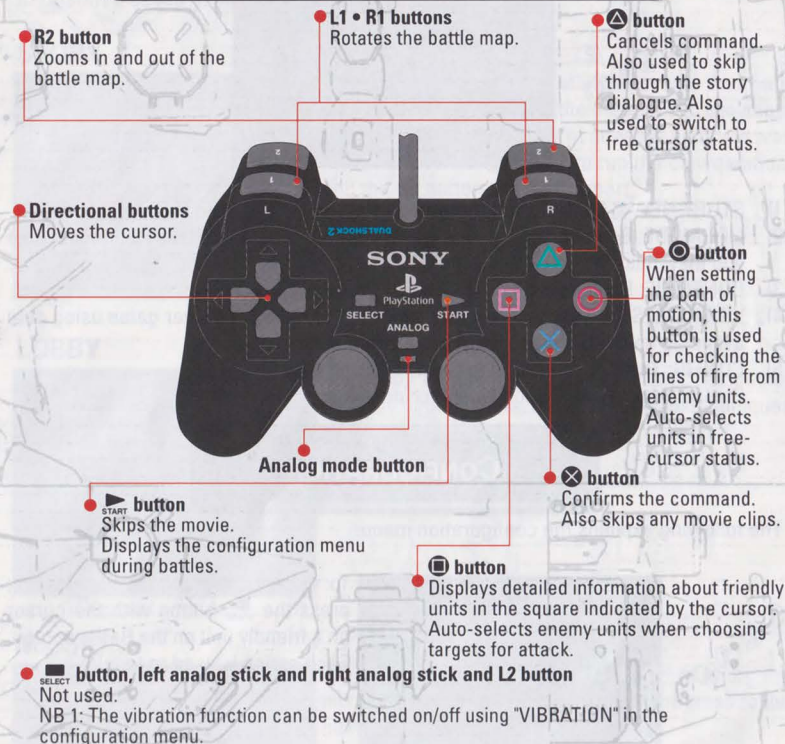 R2 button
Zooms in and out of the
battle map.
L1 • R1 buttons
Rotates the battle map.
△ button
Cancels command.
Also used to skip
through the story
dialogue. Also
used to switch to
free cursor status.
Directional buttons
Moves the cursor.
2
1
L
2
1
R
DUALSHOCK 2
SONY
PlayStation
SELECT
START
ANALOG
○ button
When setting
the path of
motion, this
button is used
for checking the
lines of fire from
enemy units.
Auto-selects
units in free-
cursor status.
Analog mode button
✕ button
Confirms the command.
Also skips any movie clips.
START button
Skips the movie.
Displays the configuration menu
during battles.
□ button
Displays detailed information about friendly
units in the square indicated by the cursor.
Auto-selects enemy units when choosing
targets for attack.
SELECT button, left analog stick and right analog stick and L2 button
Not used.
NB 1: The vibration function can be switched on/off using "VIBRATION" in the
configuration menu.